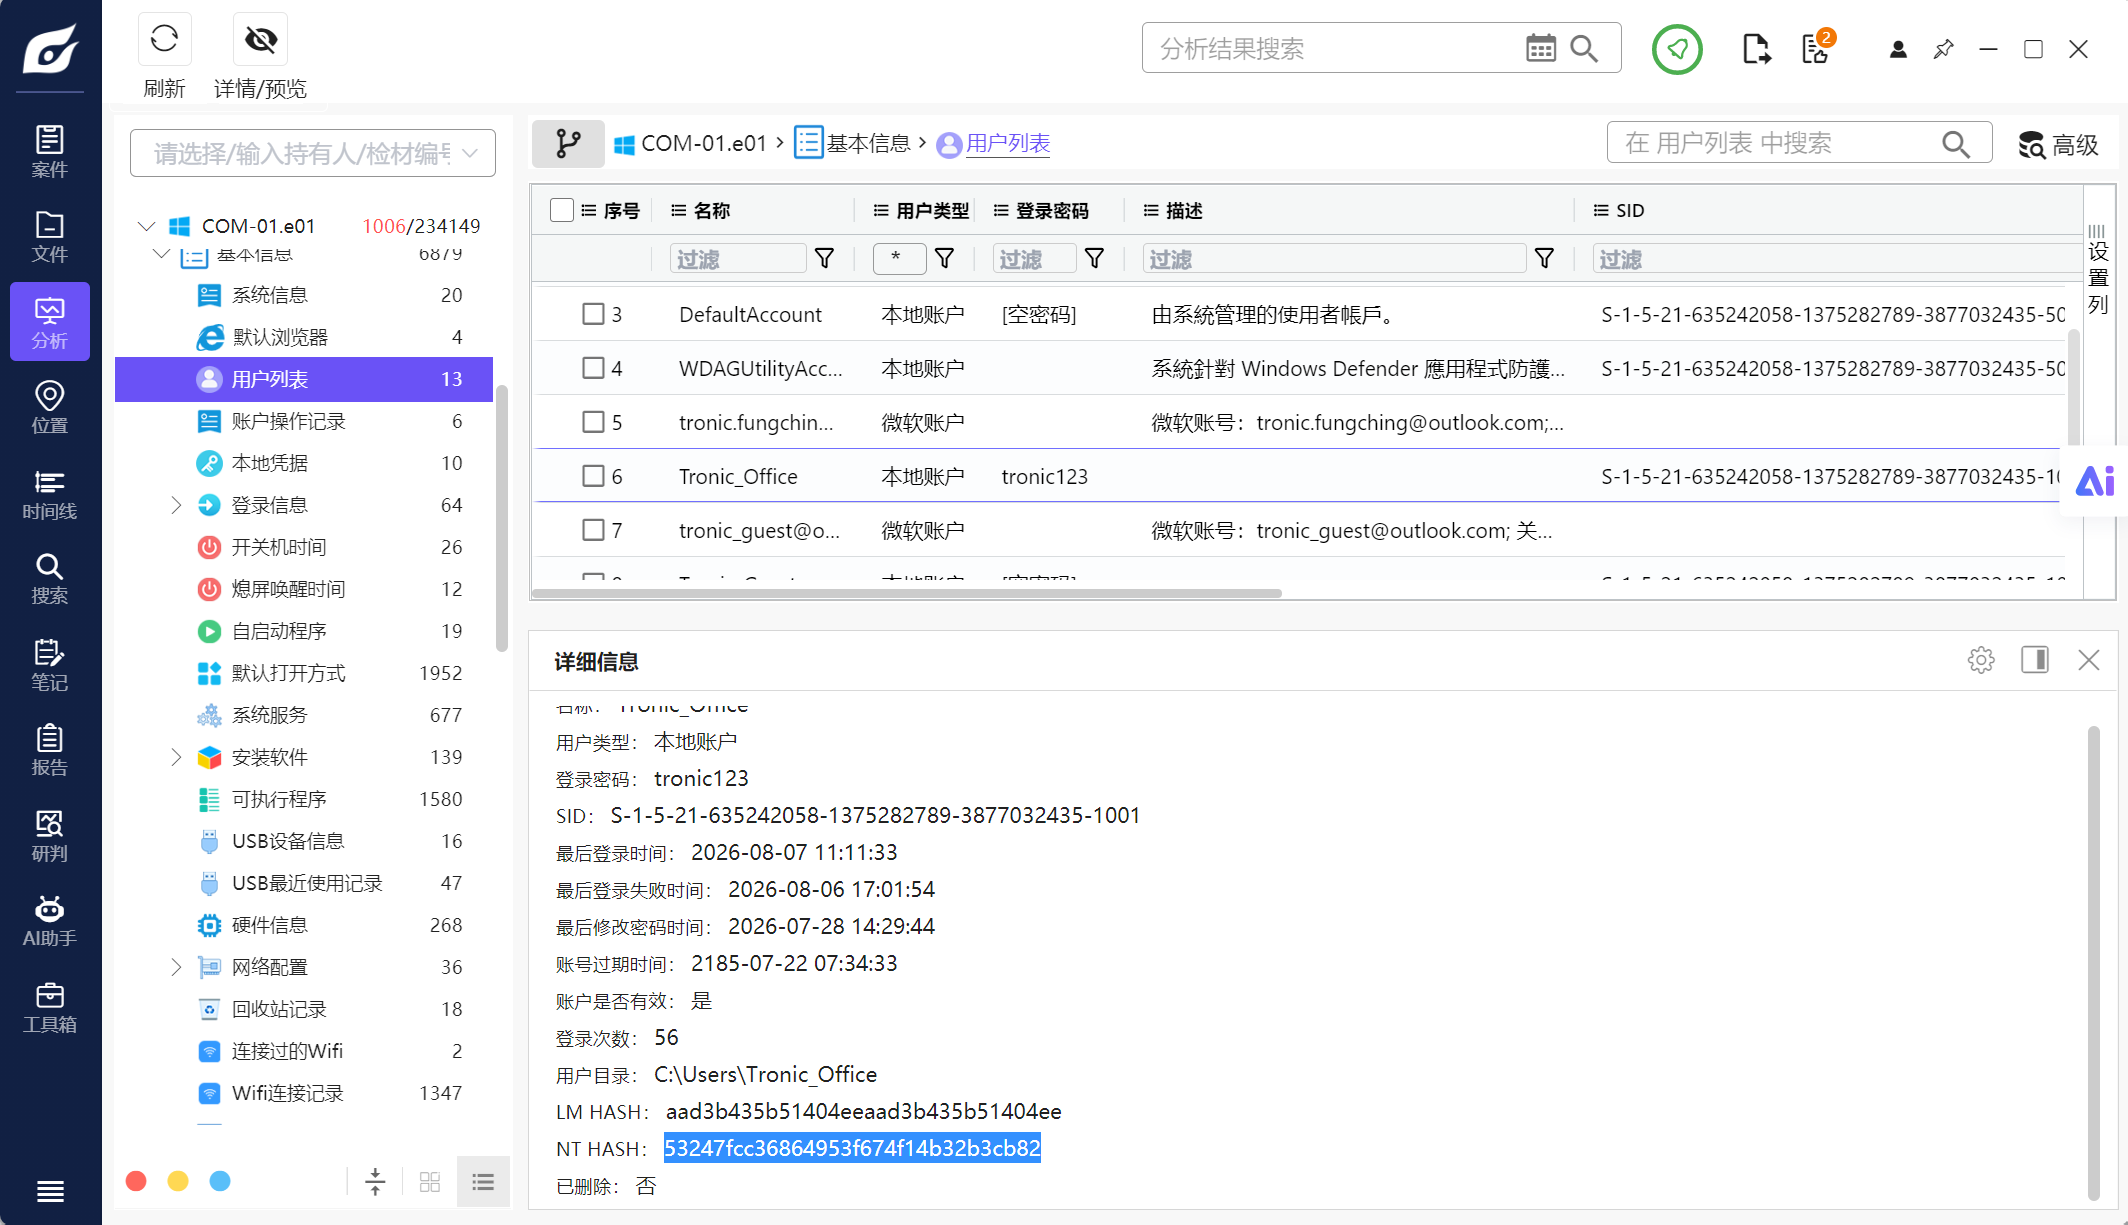 刷新
详情/预览
分析结果搜索
2
案件
文件
分析
位置
时间线
搜索
笔记
报告
研判
AI助手
工具箱
请选择/输入持有人/检材编号
COM-01.e01 1006/234149
基本信息 6879
系统信息 20
默认浏览器 4
用户列表 13
账户操作记录 6
本地凭据 10
登录信息 64
开关机时间 26
熄屏唤醒时间 12
自启动程序 19
默认打开方式 1952
系统服务 677
安装软件 139
可执行程序 1580
USB设备信息 16
USB最近使用记录 47
硬件信息 268
网络配置 36
回收站记录 18
连接过的Wifi 2
Wifi连接记录 1347
COM-01.e01 > 基本信息 > 用户列表
在 用户列表 中搜索
高级
序号 名称 用户类型 登录密码 描述 SID
过滤 * 过滤 过滤 过滤
3 DefaultAccount 本地账户 [空密码] 由系統管理的使用者帳戶。 S-1-5-21-635242058-1375282789-3877032435-50
4 WDAGUtilityAcc... 本地账户 系統針對 Windows Defender 應用程式防護... S-1-5-21-635242058-1375282789-3877032435-50
5 tronic.fungchin... 微软账户 微软账号：tronic.fungching@outlook.com;...
6 Tronic_Office 本地账户 tronic123 S-1-5-21-635242058-1375282789-3877032435-10
7 tronic_guest@o... 微软账户 微软账号：tronic_guest@outlook.com; 关...
设置列
Ai
详细信息
名称： Tronic_Office
用户类型： 本地账户
登录密码： tronic123
SID： S-1-5-21-635242058-1375282789-3877032435-1001
最后登录时间： 2026-08-07 11:11:33
最后登录失败时间： 2026-08-06 17:01:54
最后修改密码时间： 2026-07-28 14:29:44
账号过期时间： 2185-07-22 07:34:33
账户是否有效： 是
登录次数： 56
用户目录： C:\Users\Tronic_Office
LM HASH： aad3b435b51404eeaad3b435b51404ee
NT HASH： 53247fcc36864953f674f14b32b3cb82
已删除： 否